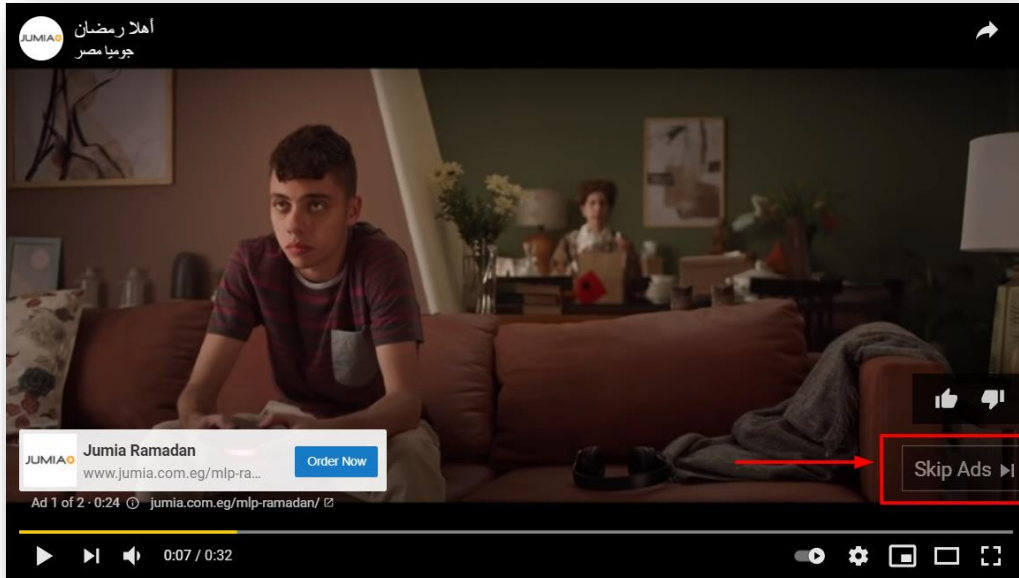 JUMIA
أهلا رمضان
جوميا مصر
JUMIA
Jumia Ramadan
www.jumia.com.eg/mlp-ra...
Order Now
Skip Ads
Ad 1 of 2 · 0:24 jumia.com.eg/mlp-ramadan/
0:07 / 0:32